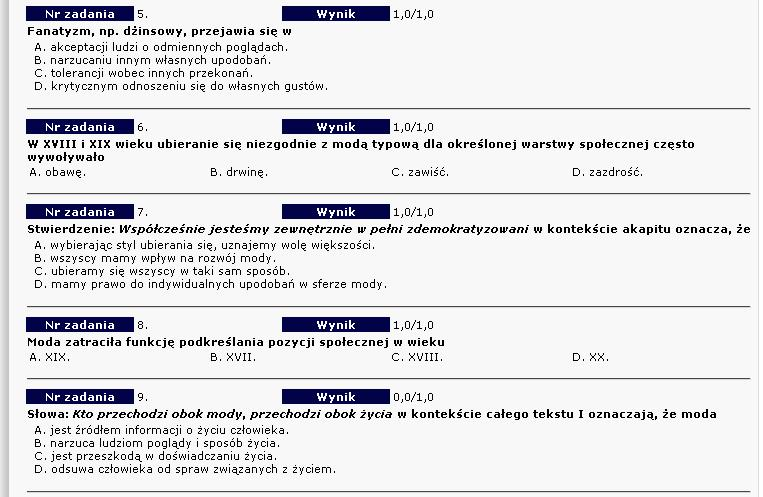 Nr zadania 5. Wynik 1,0/1,0
Fanatyzm, np. dżinsowy, przejawia się w
A. akceptacji ludzi o odmiennych poglądach.
B. narzucaniu innym własnych upodobań.
C. tolerancji wobec innych przekonań.
D. krytycznym odnoszeniu się do własnych gustów.
Nr zadania 6. Wynik 1,0/1,0
W XVIII i XIX wieku ubieranie się niezgodnie z modą typową dla określonej warstwy społecznej często
wywoływało
A. obawę. B. drwinę. C. zawiść. D. zazdrość.
Nr zadania 7. Wynik 1,0/1,0
Stwierdzenie: Współcześnie jesteśmy zewnętrznie w pełni zdemokratyzowani w kontekście akapitu oznacza, że
A. wybierając styl ubierania się, uznajemy wolę większości.
B. wszyscy mamy wpływ na rozwój mody.
C. ubieramy się wszyscy w taki sam sposób.
D. mamy prawo do indywidualnych upodobań w sferze mody.
Nr zadania 8. Wynik 1,0/1,0
Moda zatraciła funkcję podkreślania pozycji społecznej w wieku
A. XIX. B. XVII. C. XVIII. D. XX.
Nr zadania 9. Wynik 0,0/1,0
Słowa: Kto przechodzi obok mody, przechodzi obok życia w kontekście całego tekstu I oznaczają, że moda
A. jest źródłem informacji o życiu człowieka.
B. narzuca ludziom poglądy i sposób życia.
C. jest przeszkodą w doświadczaniu życia.
D. odsuwa człowieka od spraw związanych z życiem.